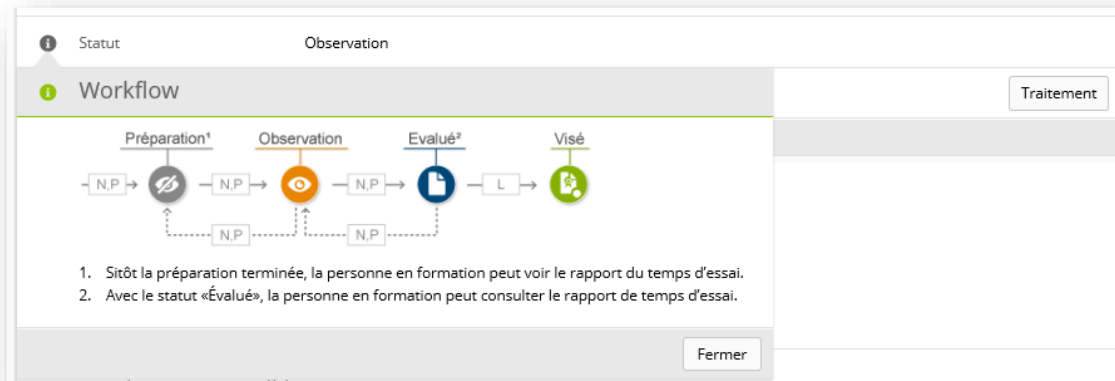 Statut Observation
Workflow
Traitement
Préparation¹ Observation Evalué² Visé
N,P N,P N,P L
N,P N,P
1. Sitôt la préparation terminée, la personne en formation peut voir le rapport du temps d'essai.
2. Avec le statut «Évalué», la personne en formation peut consulter le rapport de temps d'essai.
Fermer